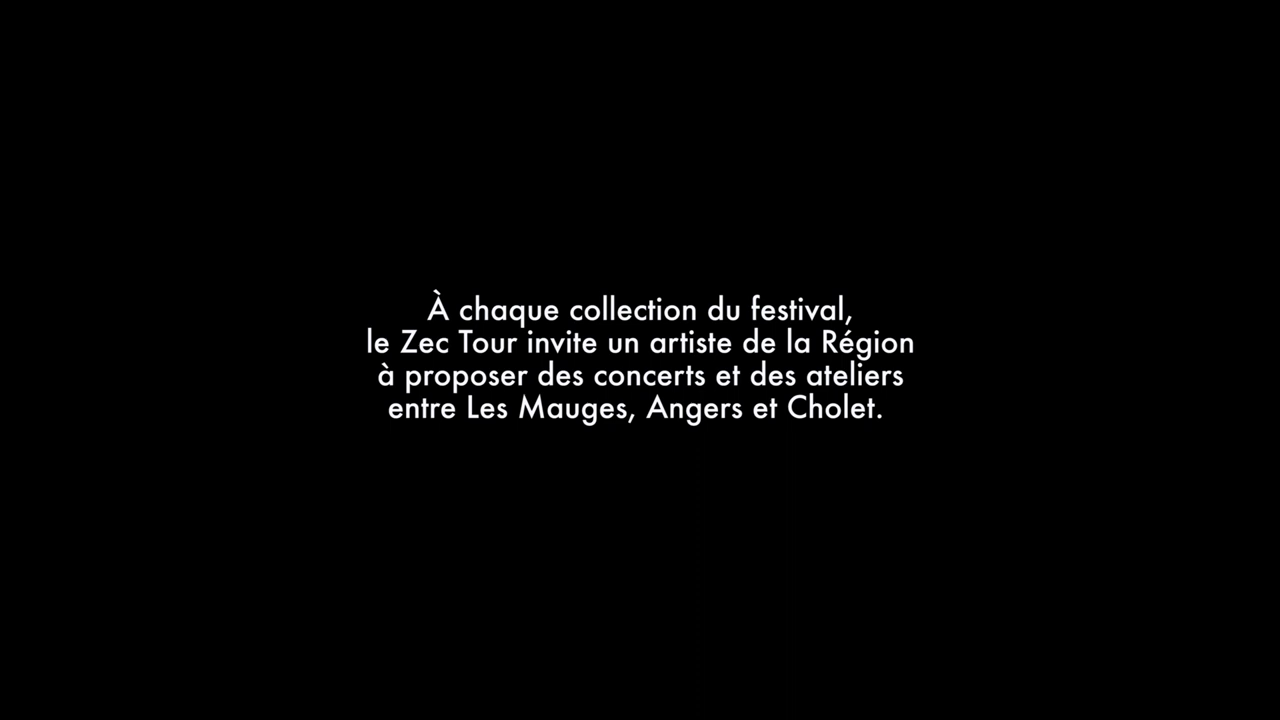 À chaque collection du festival,
le Zec Tour invite un artiste de la Région
à proposer des concerts et des ateliers
entre Les Mauges, Angers et Cholet.